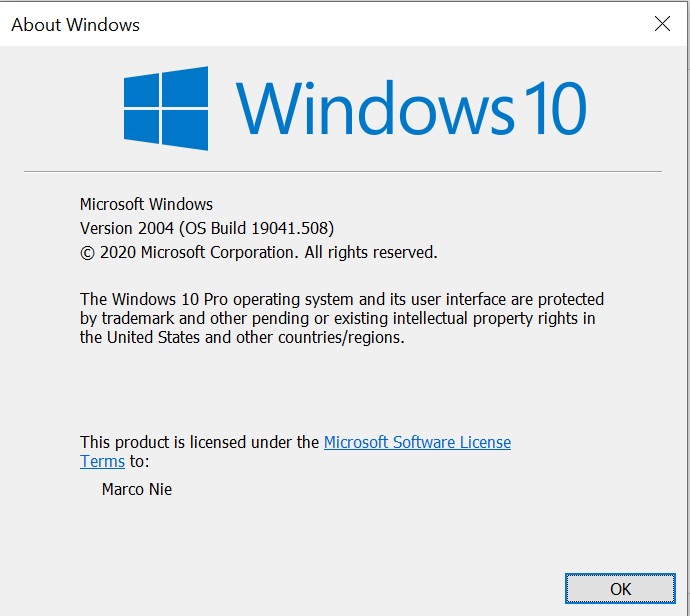 About Windows
Windows 10
Microsoft Windows
Version 2004 (OS Build 19041.508)
© 2020 Microsoft Corporation. All rights reserved.
The Windows 10 Pro operating system and its user interface are protected
by trademark and other pending or existing intellectual property rights in
the United States and other countries/regions.
This product is licensed under the Microsoft Software License
Terms to:
Marco Nie
OK